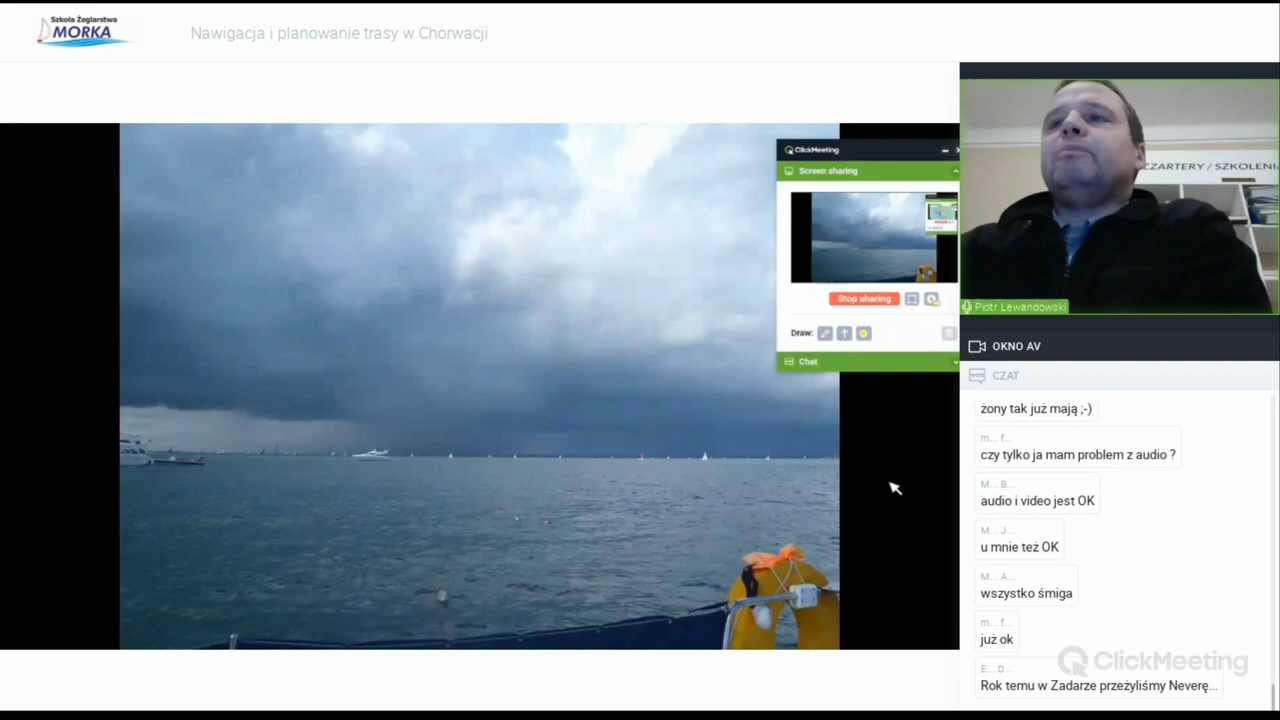 Szkoła Żeglarstwa
MORKA
Nawigacja i planowanie trasy w Chorwacji
ClickMeeting
Screen sharing
Stop sharing
Draw:
Chat
CZARTERY / SZKOLENI
Piotr Lewandowski
OKNO AV
CZAT
żony tak już mają ;-)
m... f...
czy tylko ja mam problem z audio ?
M... B...
audio i video jest OK
M... J...
u mnie też OK
M... A...
wszystko śmiga
m... f...
już ok
E... D...
Rok temu w Zadarze przeżyliśmy Neverę...
ClickMeeting